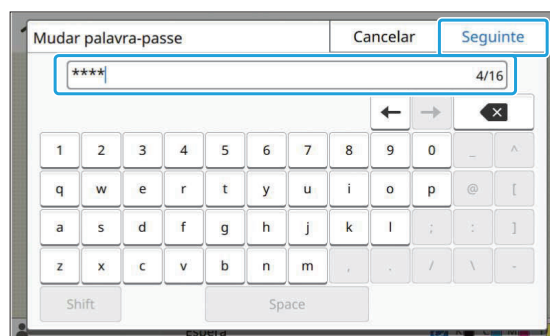 Mudar palavra-passe Cancelar Seguinte
**** 4/16
← →
1 2 3 4 5 6 7 8 9 0 _ ^
q w e r t y u i o p @ [
a s d f g h j k l ; : ]
z x c v b n m , . / \ -
Shift Space
Espera